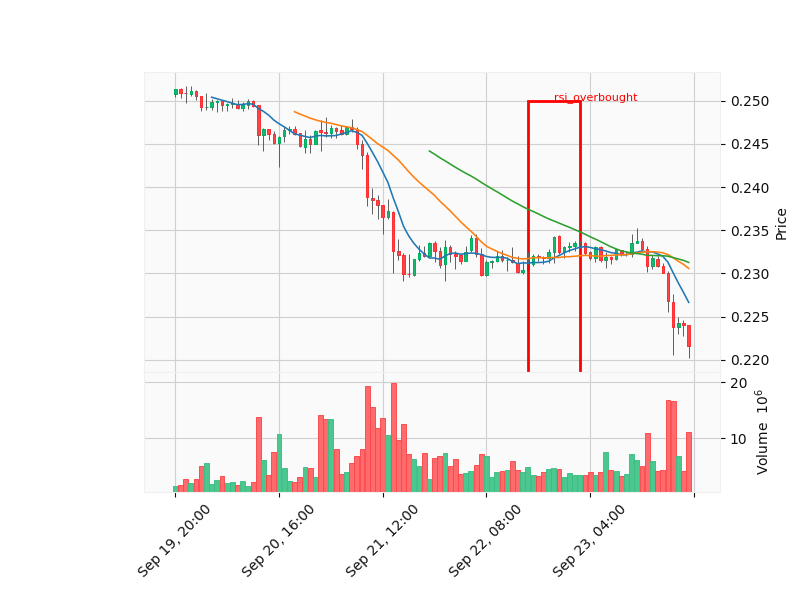 rsi_overbought
0.250
0.245
0.240
0.235
0.230
0.225
0.220
Price
20
10
Volume 10⁶
Sep 19, 20:00
Sep 20, 16:00
Sep 21, 12:00
Sep 22, 08:00
Sep 23, 04:00